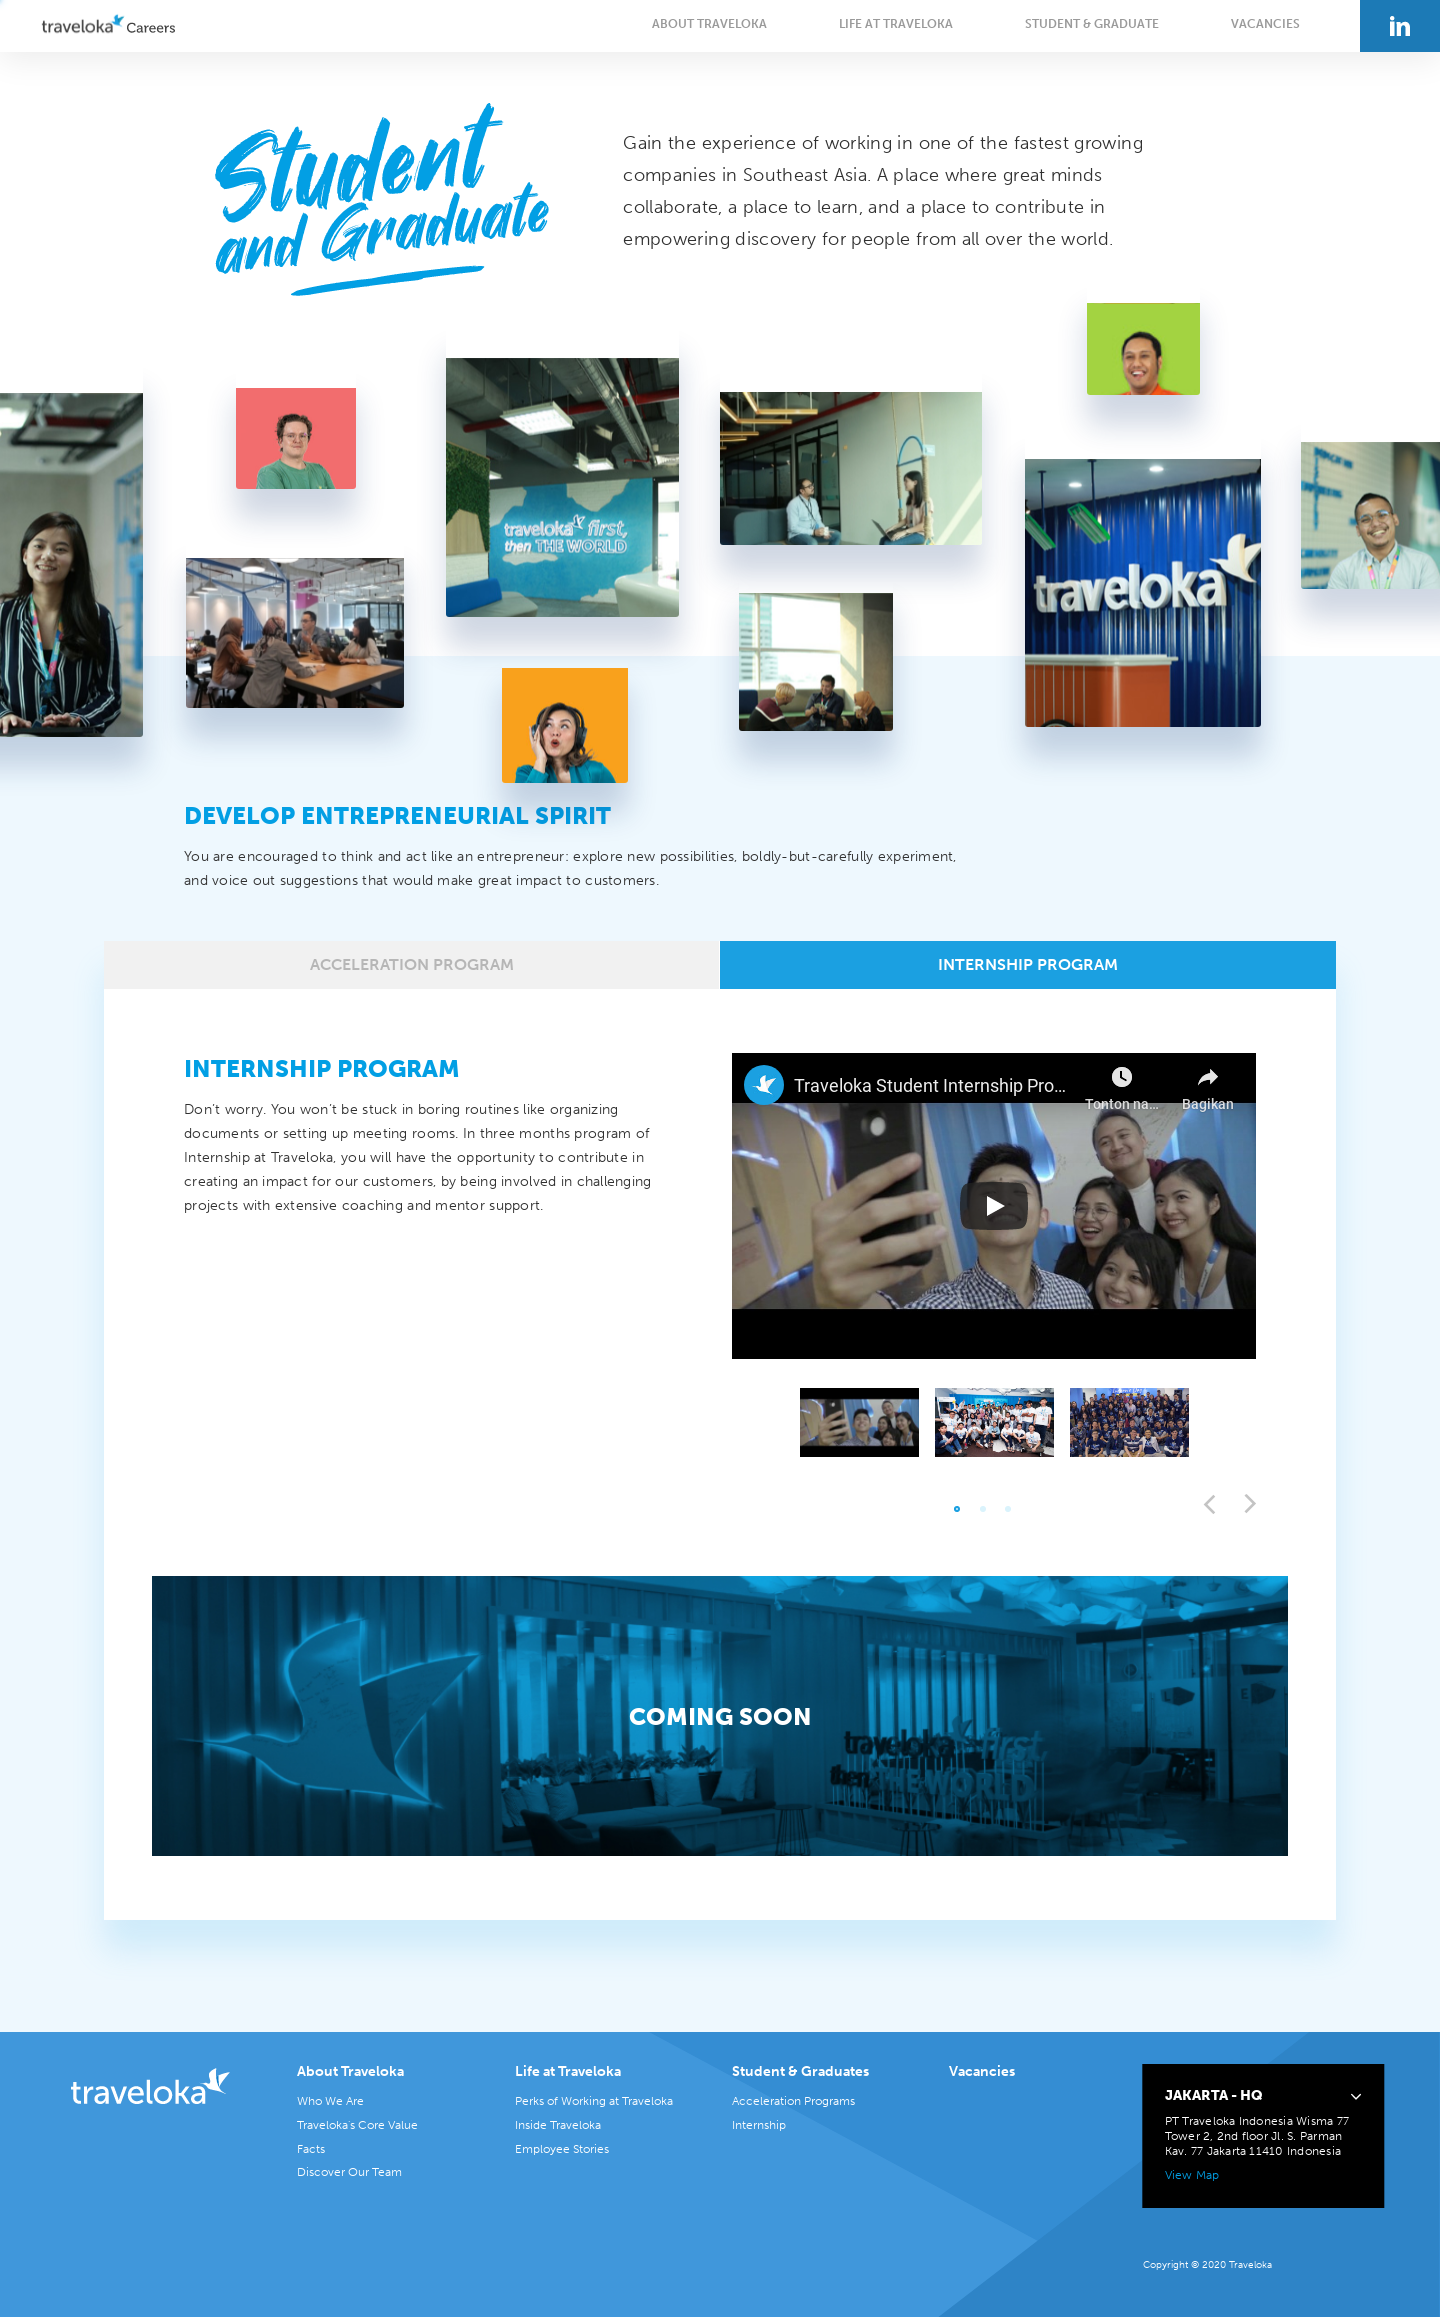 traveloka Careers
ABOUT TRAVELOKA
LIFE AT TRAVELOKA
STUDENT & GRADUATE
VACANCIES
in
Student
and Graduate
Gain the experience of working in one of the fastest growing
companies in Southeast Asia. A place where great minds
collaborate, a place to learn, and a place to contribute in
empowering discovery for people from all over the world.
traveloka first,
then THE WORLD
traveloka
DEVELOP ENTREPRENEURIAL SPIRIT
You are encouraged to think and act like an entrepreneur: explore new possibilities, boldly-but-carefully experiment,
and voice out suggestions that would make great impact to customers.
ACCELERATION PROGRAM
INTERNSHIP PROGRAM
INTERNSHIP PROGRAM
Don't worry. You won't be stuck in boring routines like organizing
documents or setting up meeting rooms. In three months program of
Internship at Traveloka, you will have the opportunity to contribute in
creating an impact for our customers, by being involved in challenging
projects with extensive coaching and mentor support.
Traveloka Student Internship Pro...
Tonton na...
Bagikan
COMING SOON
traveloka first,
then THE WORLD
traveloka
About Traveloka
Who We Are
Traveloka's Core Value
Facts
Discover Our Team
Life at Traveloka
Perks of Working at Traveloka
Inside Traveloka
Employee Stories
Student & Graduates
Acceleration Programs
Internship
Vacancies
JAKARTA - HQ
PT Traveloka Indonesia Wisma 77
Tower 2, 2nd floor Jl. S. Parman
Kav. 77 Jakarta 11410 Indonesia
View Map
Copyright © 2020 Traveloka